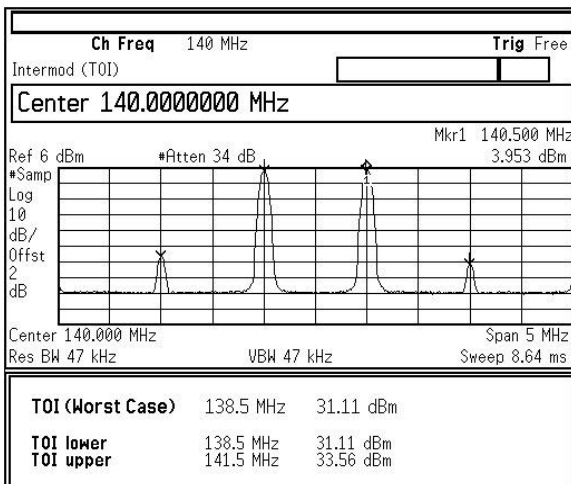 Ch Freq 140 MHz Trig Free
Intermod (TOI)
Center 140.0000000 MHz
Mkr1 140.500 MHz
Ref 6 dBm #Atten 34 dB 3.953 dBm
#Samp
Log
10
dB/
Offst
2
dB
1
Center 140.000 MHz Span 5 MHz
Res BW 47 kHz VBW 47 kHz Sweep 8.64 ms
TOI (Worst Case) 138.5 MHz 31.11 dBm
TOI lower 138.5 MHz 31.11 dBm
TOI upper 141.5 MHz 33.56 dBm